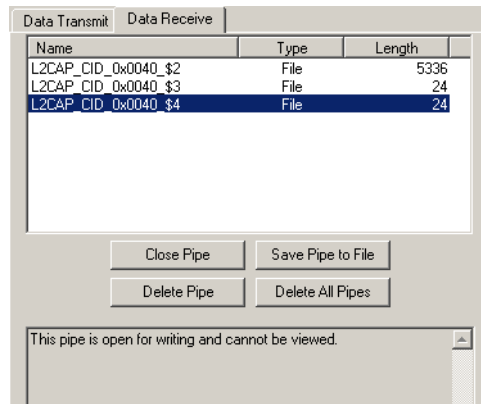 Data Transmit Data Receive
Name Type Length
L2CAP_CID_0x0040_$2 File 5336
L2CAP_CID_0x0040_$3 File 24
L2CAP_CID_0x0040_$4 File 24
Close Pipe Save Pipe to File
Delete Pipe Delete All Pipes
This pipe is open for writing and cannot be viewed.